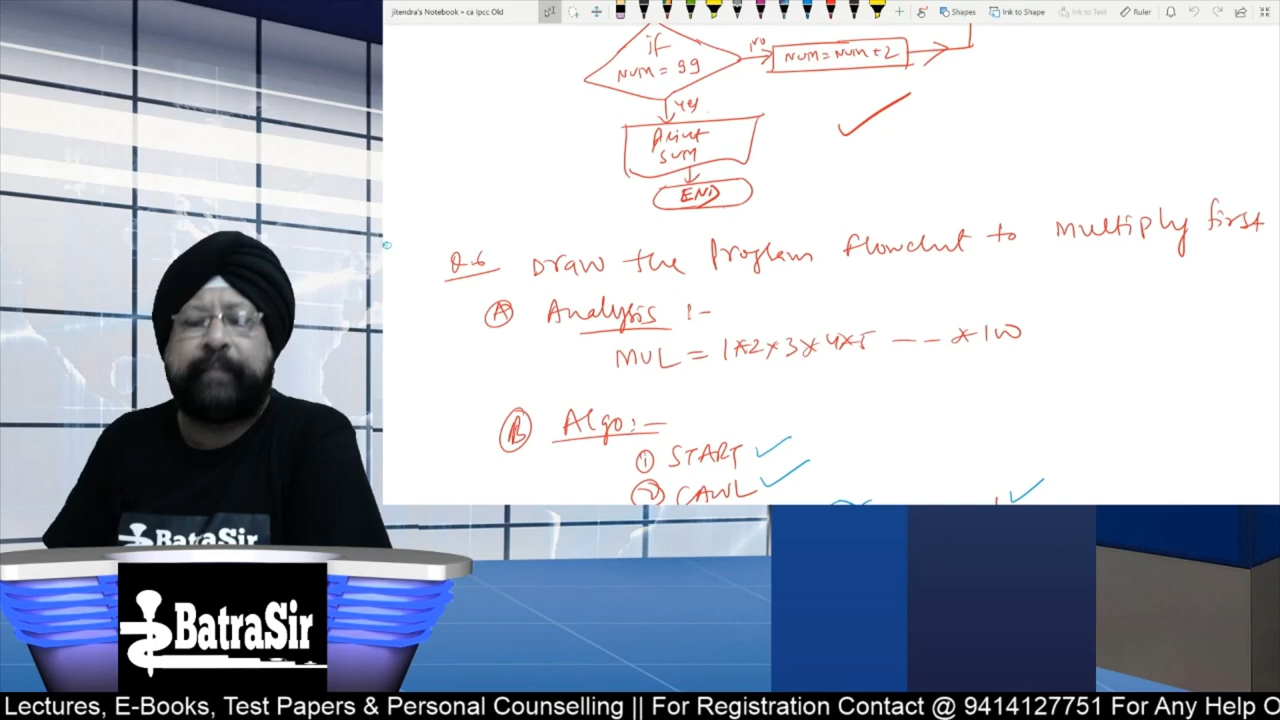 jitendra's Notebook » ca Ipcc Old
Shapes
Ink to Shape
Ink to Text
Ruler
if
NUM = 99
No
NUM = NUM + 2
Yes
Print
SUM
END
Q.6 Draw the Program flowchut to multiply first
A Analysis :-
MUL = 1*2*3*4*5 -- - * 100
B Algo:-
1 START
2 CAWL
BatraSir
BatraSir
Lectures, E-Books, Test Papers & Personal Counselling || For Registration Contact @ 9414127751 For Any Help O